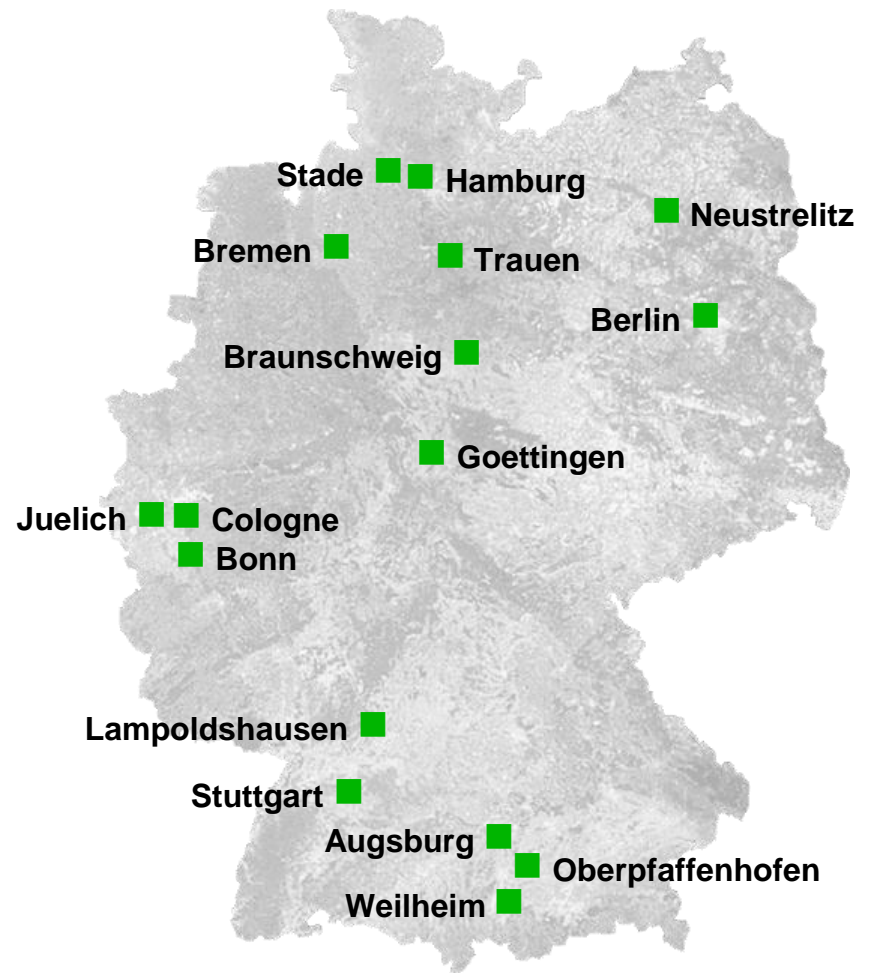 Stade
Hamburg
Neustrelitz
Bremen
Trauen
Berlin
Braunschweig
Goettingen
Juelich
Cologne
Bonn
Lampoldshausen
Stuttgart
Augsburg
Oberpfaffenhofen
Weilheim